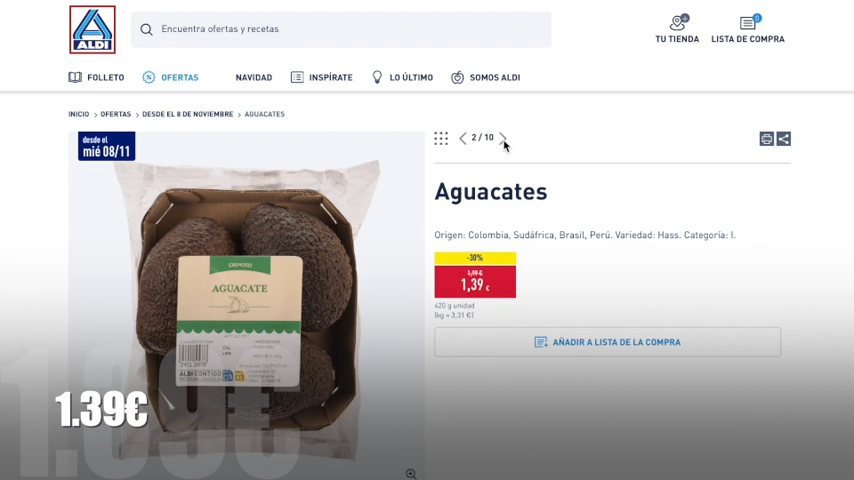 ALDI
Encuentra ofertas y recetas
TU TIENDA
0
LISTA DE COMPRA
FOLLETO
OFERTAS
NAVIDAD
INSPÍRATE
LO ÚLTIMO
SOMOS ALDI
INICIO > OFERTAS > DESDE EL 8 DE NOVIEMBRE > AGUACATES
desde el
mié 08/11
2 / 10
Aguacates
Origen: Colombia, Sudáfrica, Brasil, Perú. Variedad: Hass. Categoría: I.
-30%
1,39 €
420 g unidad
(kg = 3,31 €)
AÑADIR A LISTA DE LA COMPRA
CREMOSO
AGUACATE
1.39€